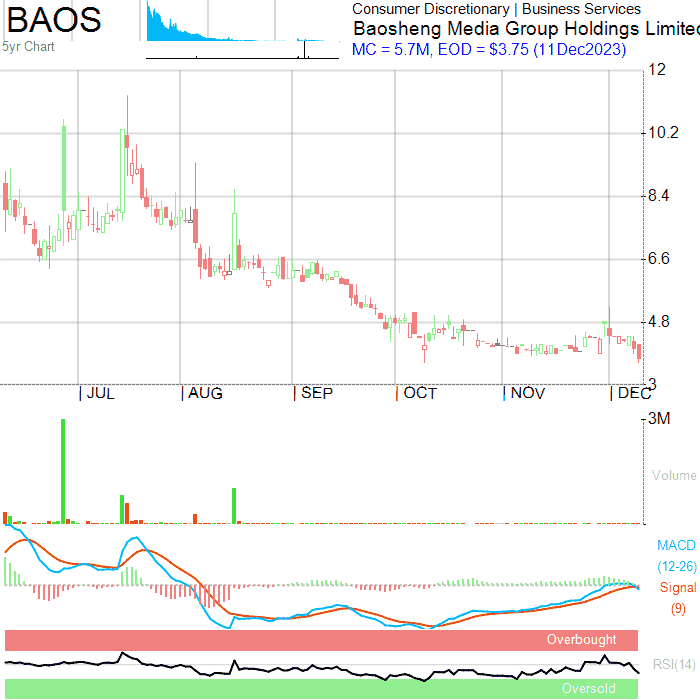 BAOS
5yr Chart
Consumer Discretionary | Business Services
Baosheng Media Group Holdings Limited
MC = 5.7M, EOD = $3.75 (11Dec2023)
12
10.2
8.4
6.6
4.8
3
JUL AUG SEP OCT NOV DEC
3M
Volume
MACD
(12-26)
Signal
(9)
Overbought
RSI(14)
Oversold